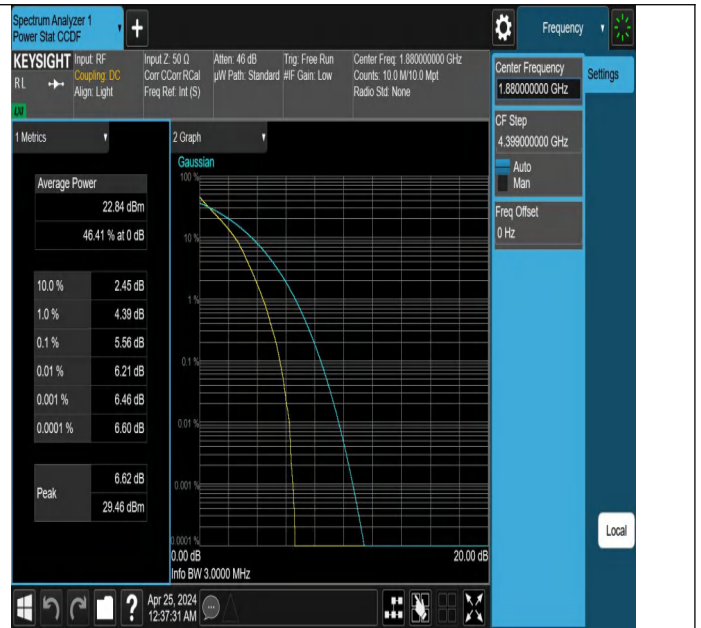 Spectrum Analyzer 1
Power Stat CCDF
+
Frequency
KEYSIGHT
RL
LXI
Input: RF
Coupling: DC
Align: Light
Input Z: 50 Ω
Corr CCorr RCal
Freq Ref: Int (S)
Atten: 46 dB
µW Path: Standard
Trig: Free Run
#IF Gain: Low
Center Freq: 1.880000000 GHz
Counts: 10.0 M/10.0 Mpt
Radio Std: None
Center Frequency
1.880000000 GHz
Settings
CF Step
4.399000000 GHz
Auto
Man
Freq Offset
0 Hz
1 Metrics
Average Power
22.84 dBm
46.41 % at 0 dB
10.0 % 2.45 dB
1.0 % 4.39 dB
0.1 % 5.56 dB
0.01 % 6.21 dB
0.001 % 6.46 dB
0.0001 % 6.60 dB
Peak
6.62 dB
29.46 dBm
2 Graph
Gaussian
100 %
10 %
1 %
0.1 %
0.01 %
0.001 %
0.0001 %
0.00 dB 20.00 dB
Info BW 3.0000 MHz
Local
?
Apr 25, 2024
12:37:31 AM